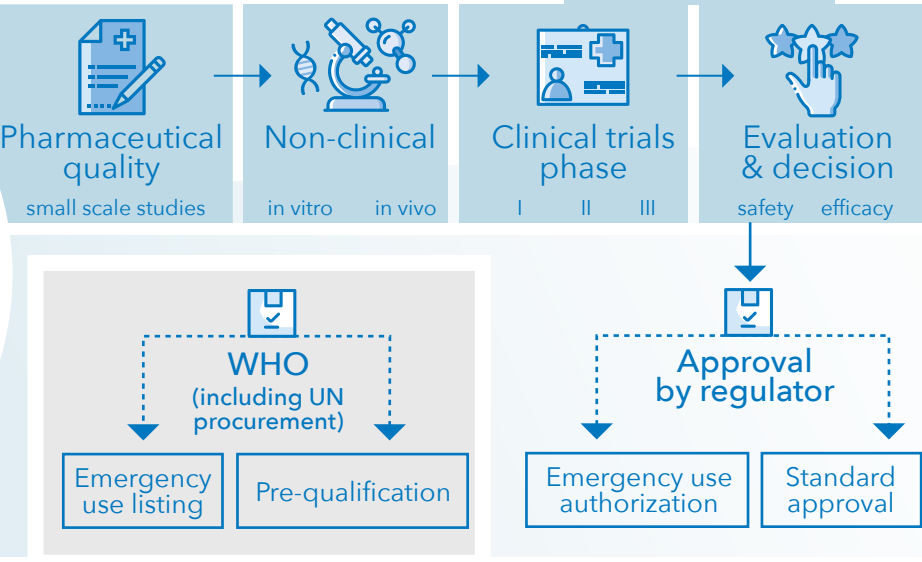 Pharmaceutical
quality
small scale studies
Non-clinical
in vitro in vivo
Clinical trials
phase
I II III
Evaluation
& decision
safety efficacy
WHO
(including UN
procurement)
Emergency
use listing
Pre-qualification
Approval
by regulator
Emergency use
authorization
Standard
approval